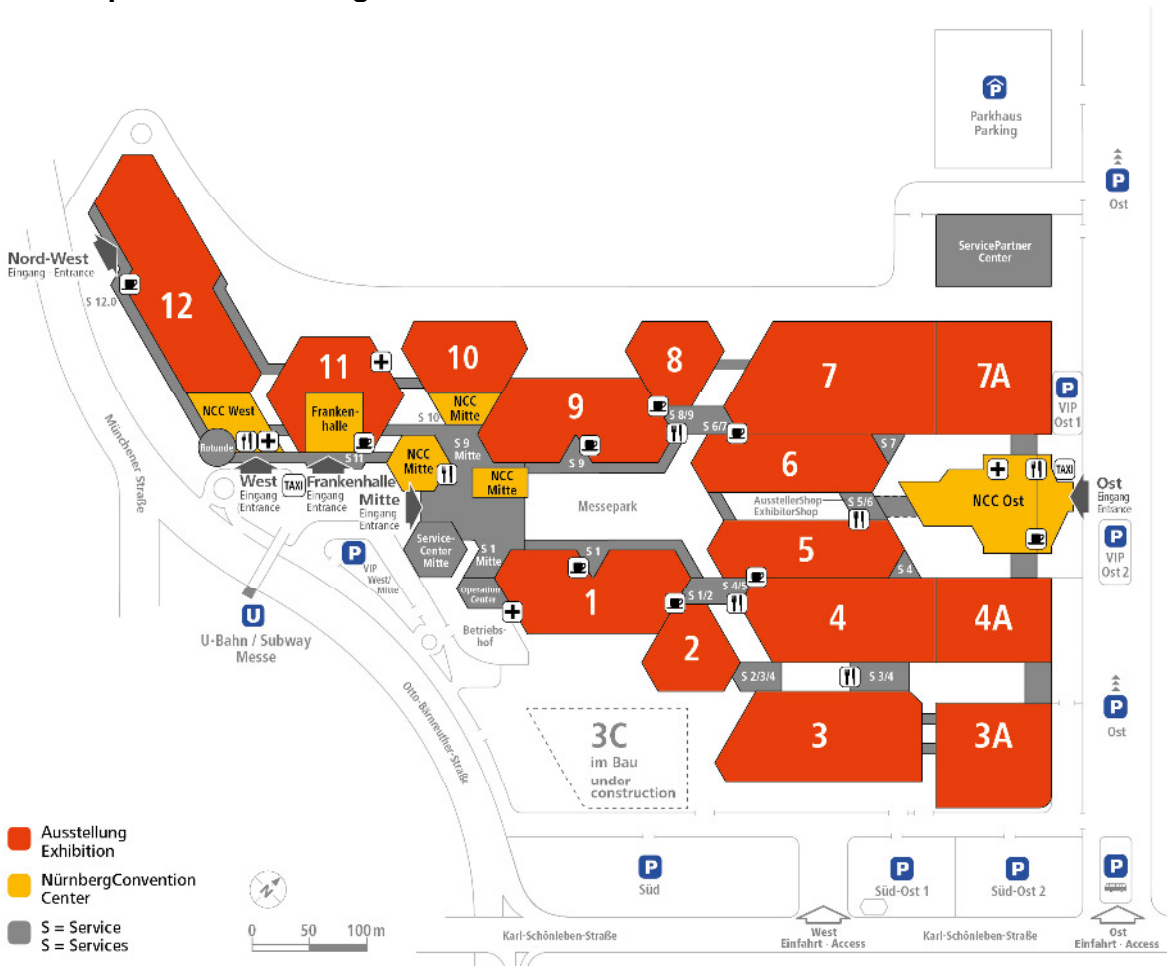 P
Parkhaus
Parking
P
Ost
ServicePartner
Center
Nord-West
Eingang · Entrance
S 12.0
12
11
10
8
7
7A
P
VIP
Ost 1
NCC West
Franken-
halle
NCC
Mitte
9
S 10
S 8/9
S 6/7
Rotunde
S 11
NCC
Mitte
S 9
Mitte
S 9
6
S 7
Münchener Straße
West
Eingang
Entrance
TAXI
Frankenhalle
Eingang
Entrance
Mitte
Eingang
Entrance
NCC
Mitte
Messepark
AusstellerShop
ExhibitorShop
S 5/6
NCC Ost
TAXI
Ost
Eingang
Entrance
Service-
Center
Mitte
S 1
Mitte
S 1
5
S 4
P
VIP
Ost 2
P
VIP
West/
Mitte
Operation
Center
1
S 1/2
S 4/5
4
4A
U
U-Bahn / Subway
Messe
Betriebs-
hof
2
S 2/3/4
S 3/4
P
Ost
Otto-Bärnreuther-Straße
3C
im Bau
under
construction
3
3A
Ausstellung
Exhibition
NürnbergConvention
Center
S = Service
S = Services
N
0 50 100 m
P
Süd
P
Süd-Ost 1
P
Süd-Ost 2
P
Karl-Schönleben-Straße
West
Einfahrt · Access
Karl-Schönleben-Straße
Ost
Einfahrt · Access